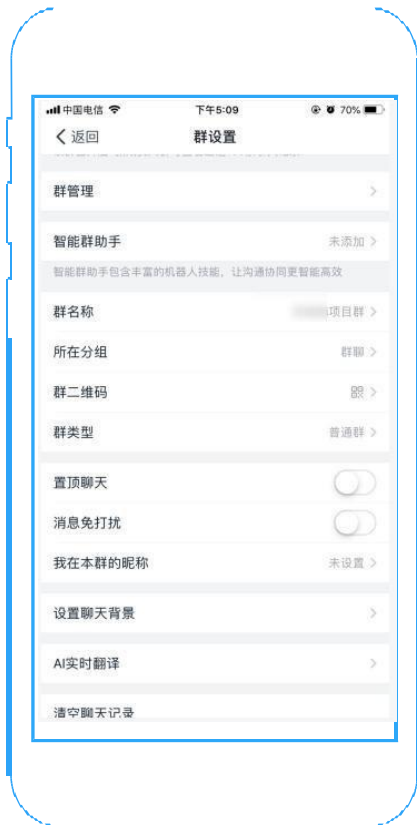 中国电信 下午5:09 70%
返回 群设置
群管理
智能群助手 未添加
智能群助手包含丰富的机器人技能，让沟通协同更智能高效
群名称 项目群
所在分组 群聊
群二维码
群类型 普通群
置顶聊天
消息免打扰
我在本群的昵称 未设置
设置聊天背景
AI实时翻译
清空聊天记录